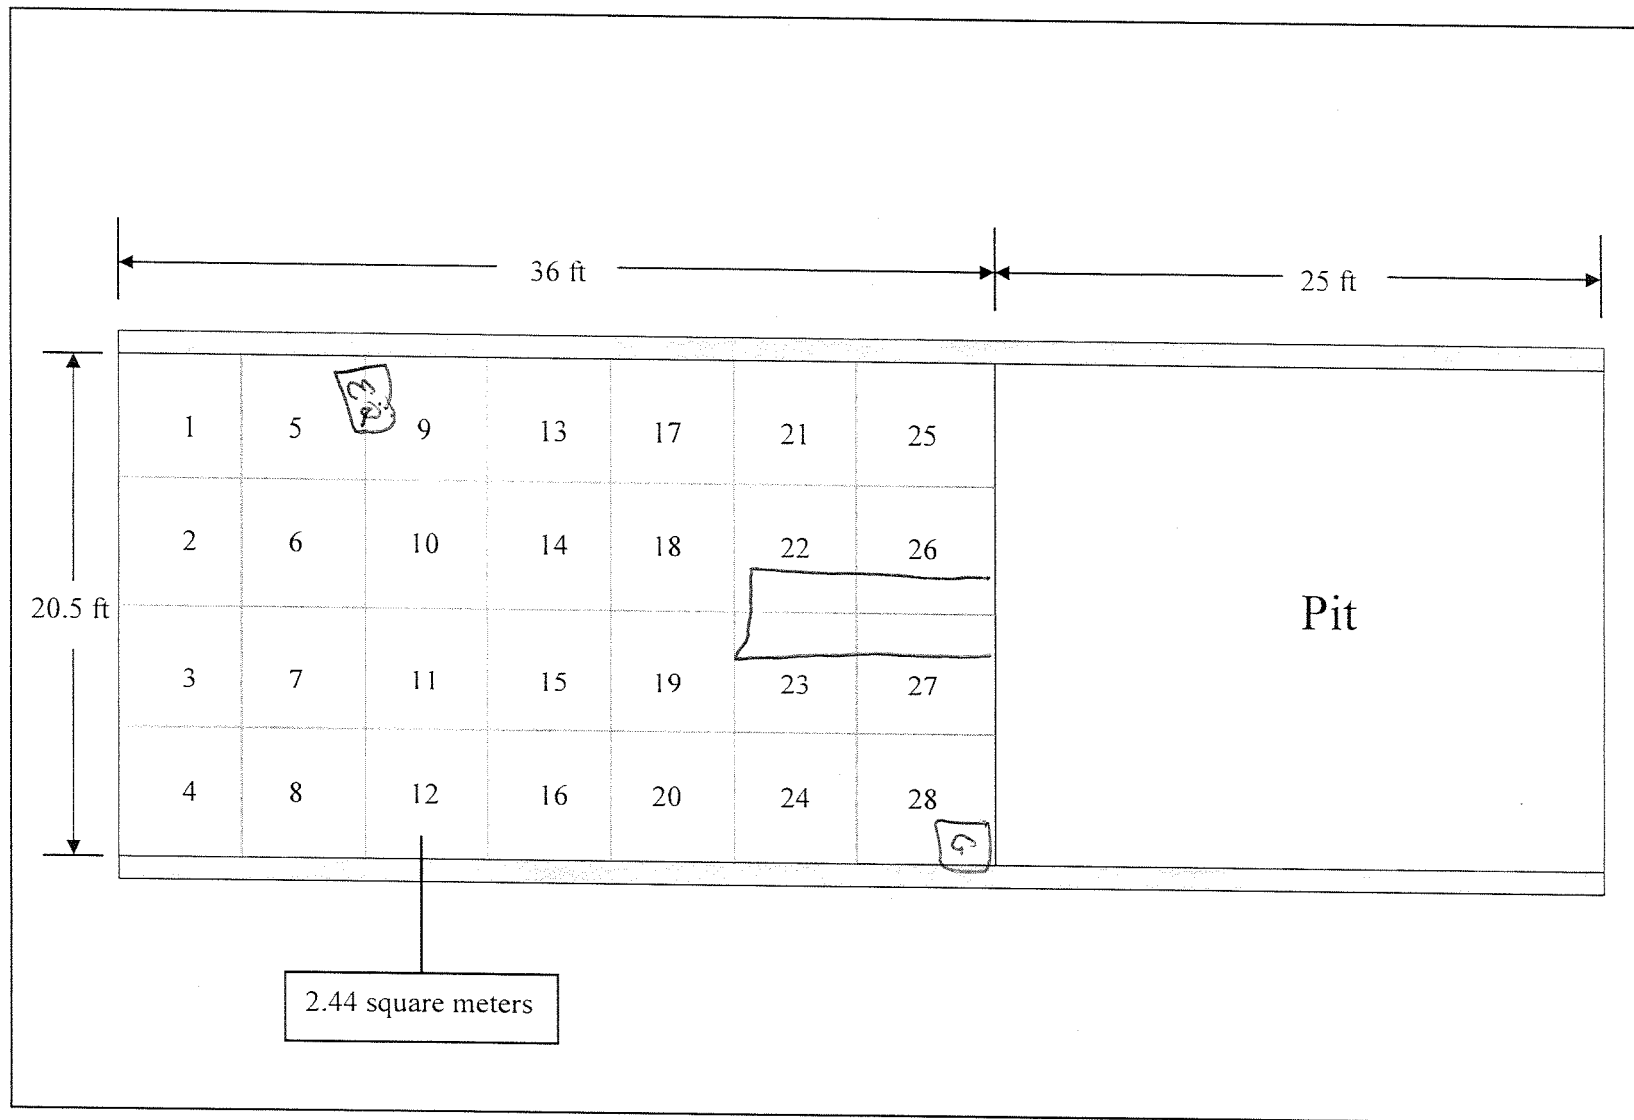 36 ft
25 ft
1 5 9 13 17 21 25
2 6 10 14 18 22 26
20.5 ft
Pit
3 7 11 15 19 23 27
4 8 12 16 20 24 28
2.44 square meters